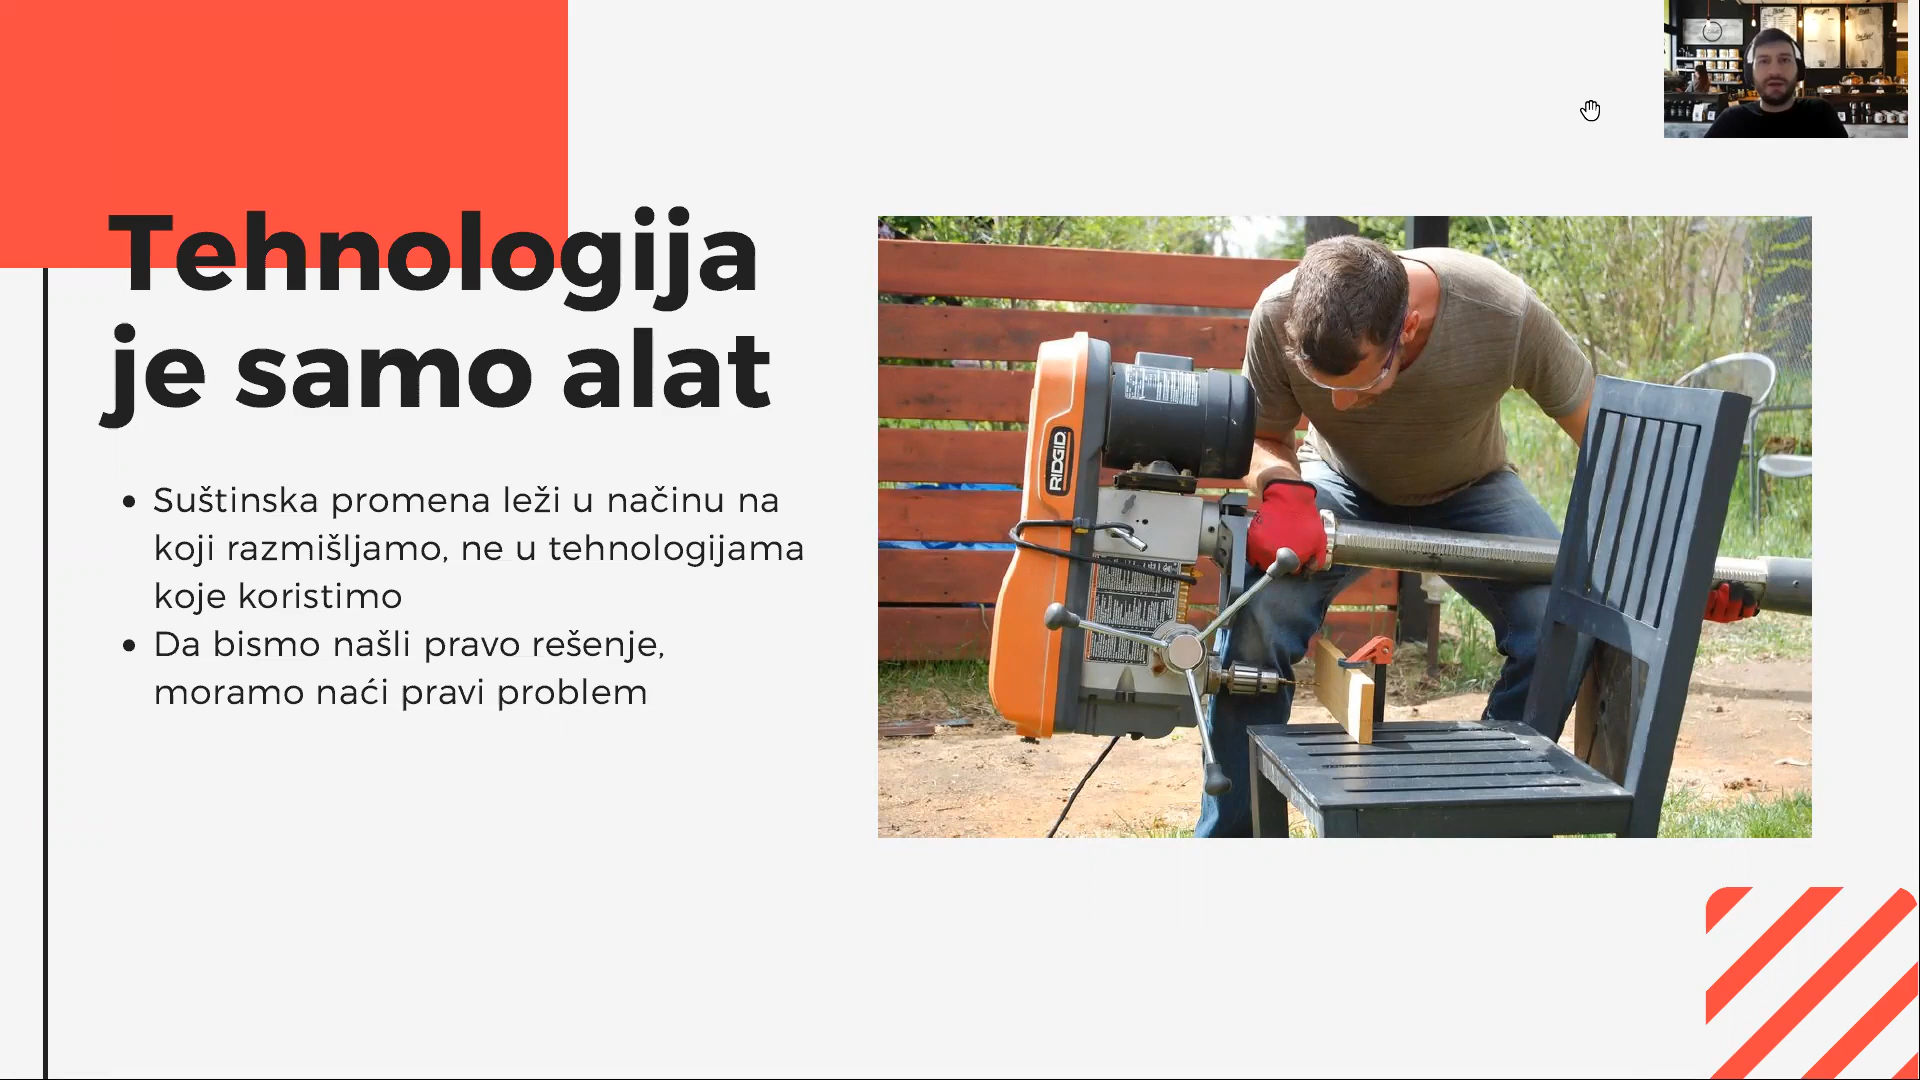 Tehnologija
je samo alat
• Suštinska promena leži u načinu na
koji razmišljamo, ne u tehnologijama
koje koristimo
• Da bismo našli pravo rešenje,
moramo naći pravi problem
RIDGID